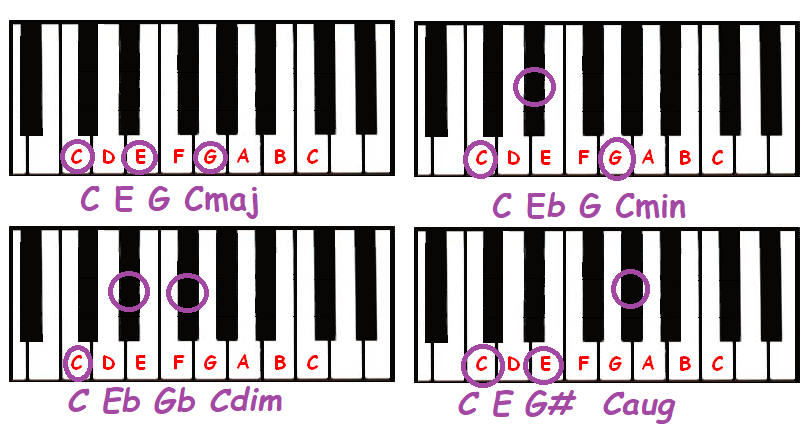 C D E F G A B C
C E G Cmaj
C D E F G A B C
C Eb G Cmin
C D E F G A B C
C Eb Gb Cdim
C D E F G A B C
C E G# Caug